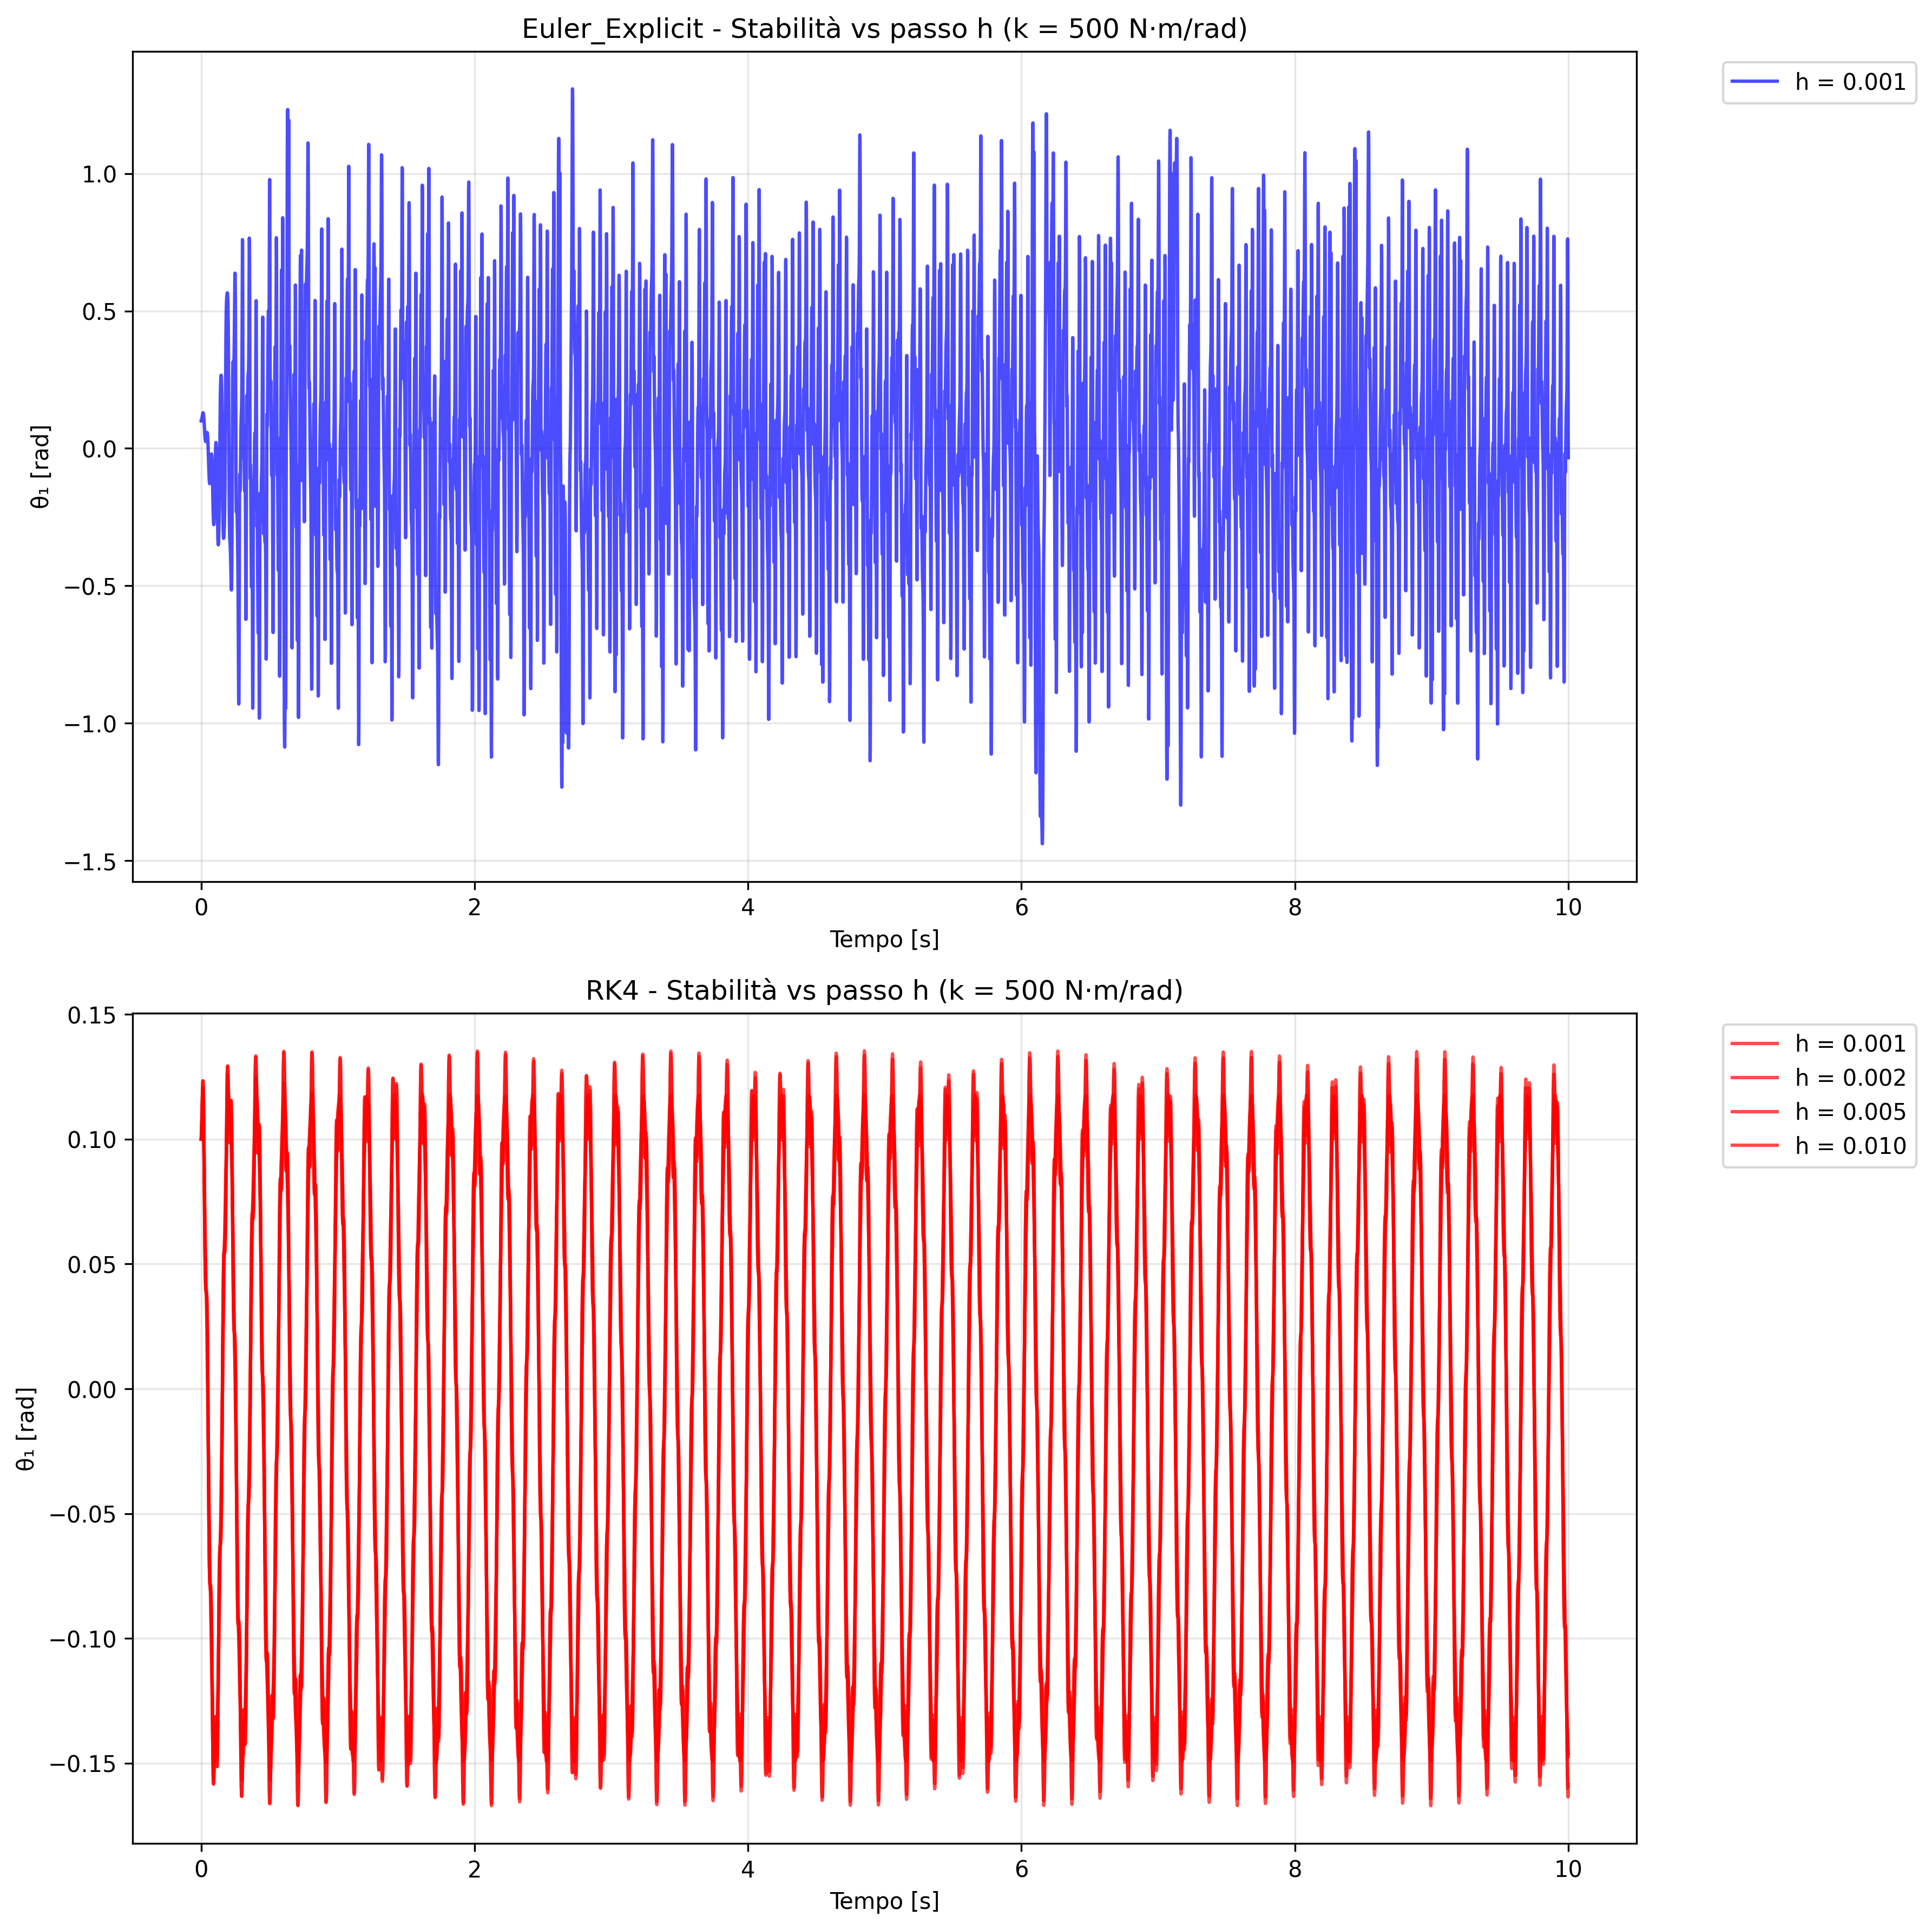 Euler_Explicit - Stabilità vs passo h (k = 500 N·m/rad)
h = 0.001
1.0
0.5
0.0
−0.5
−1.0
−1.5
θ₁ [rad]
0 2 4 6 8 10
Tempo [s]
RK4 - Stabilità vs passo h (k = 500 N·m/rad)
h = 0.001
h = 0.002
h = 0.005
h = 0.010
0.15
0.10
0.05
0.00
−0.05
−0.10
−0.15
θ₁ [rad]
0 2 4 6 8 10
Tempo [s]